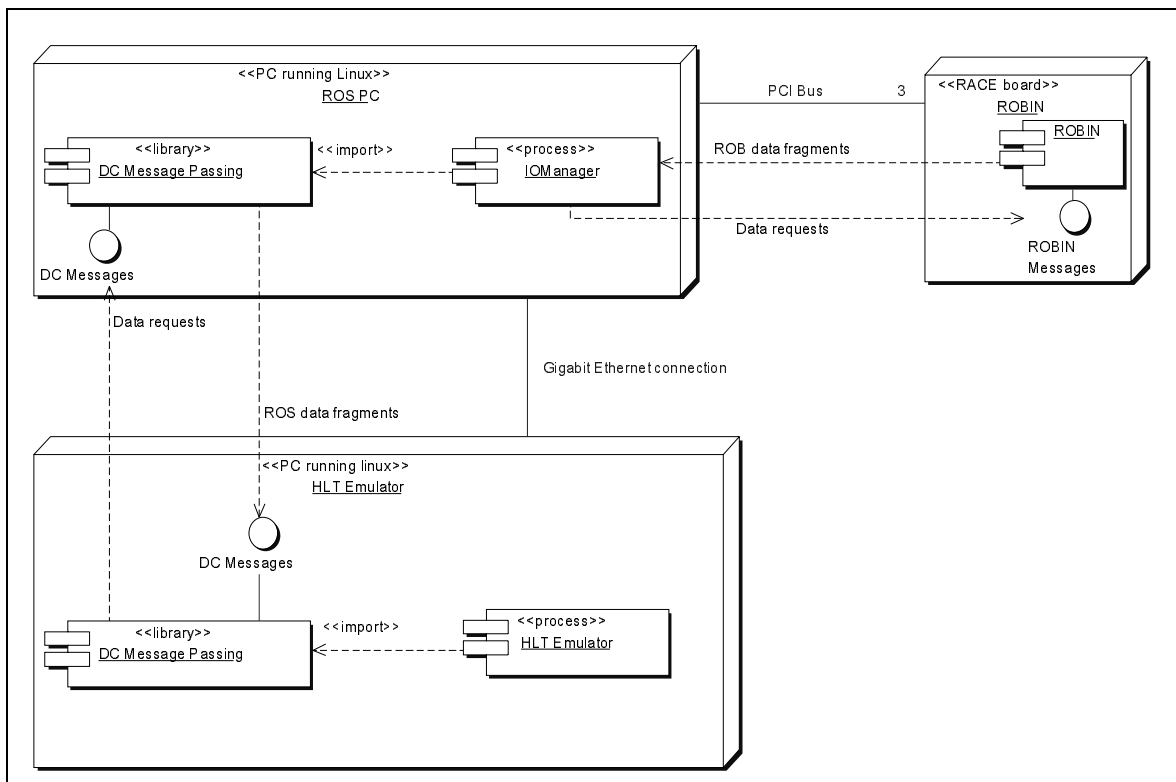 <<PC running Linux>>
ROS PC
<<library>>
DC Message Passing
<<import>>
<<process>>
IOManager
DC Messages
PCI Bus 3
<<RACE board>>
ROBIN
ROBIN
ROB data fragments
Data requests
ROBIN
Messages
Data requests
Gigabit Ethernet connection
ROS data fragments
<<PC running linux>>
HLT Emulator
DC Messages
<<library>>
DC Message Passing
<<import>>
<<process>>
HLT Emulator